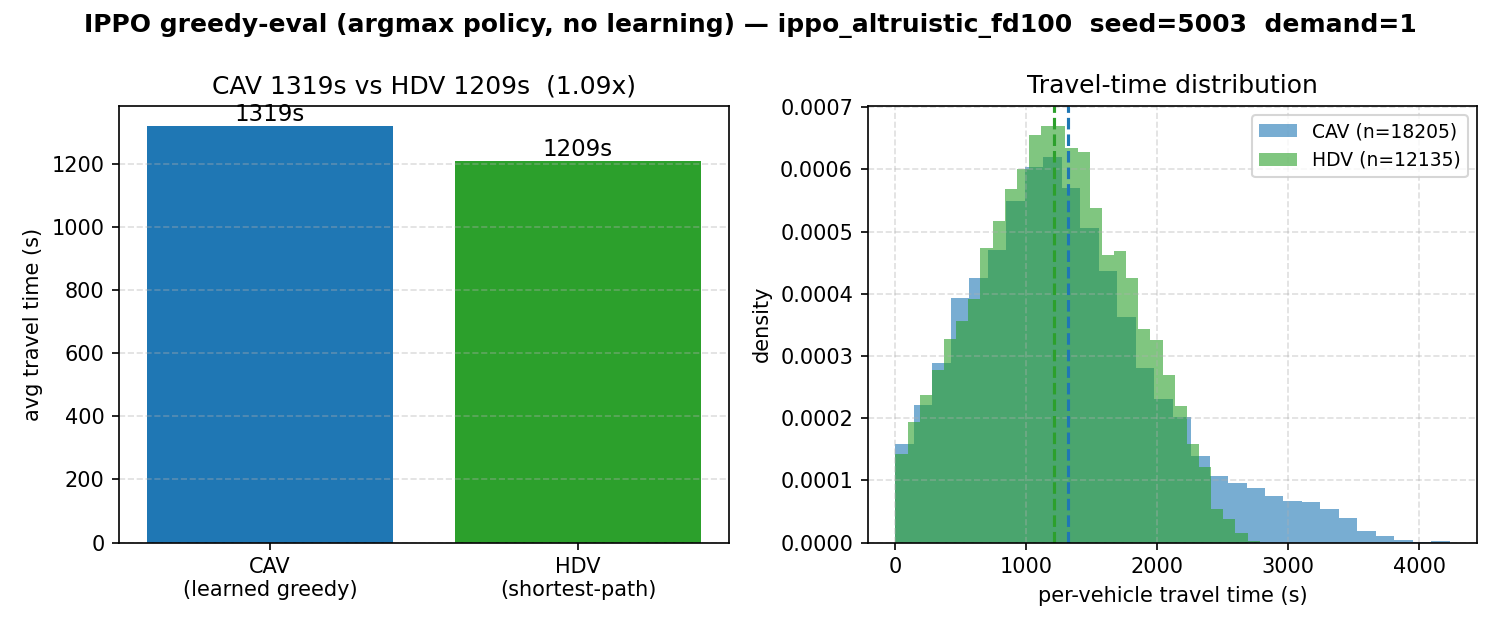 IPPO greedy-eval (argmax policy, no learning) — ippo_altruistic_fd100  seed=5003  demand=1
CAV 1319s vs HDV 1209s  (1.09x)
1319s
1209s
avg travel time (s)
1200
1000
800
600
400
200
0
CAV
(learned greedy)
HDV
(shortest-path)
Travel-time distribution
CAV (n=18205)
HDV (n=12135)
density
0.0007
0.0006
0.0005
0.0004
0.0003
0.0002
0.0001
0.0000
0 1000 2000 3000 4000
per-vehicle travel time (s)